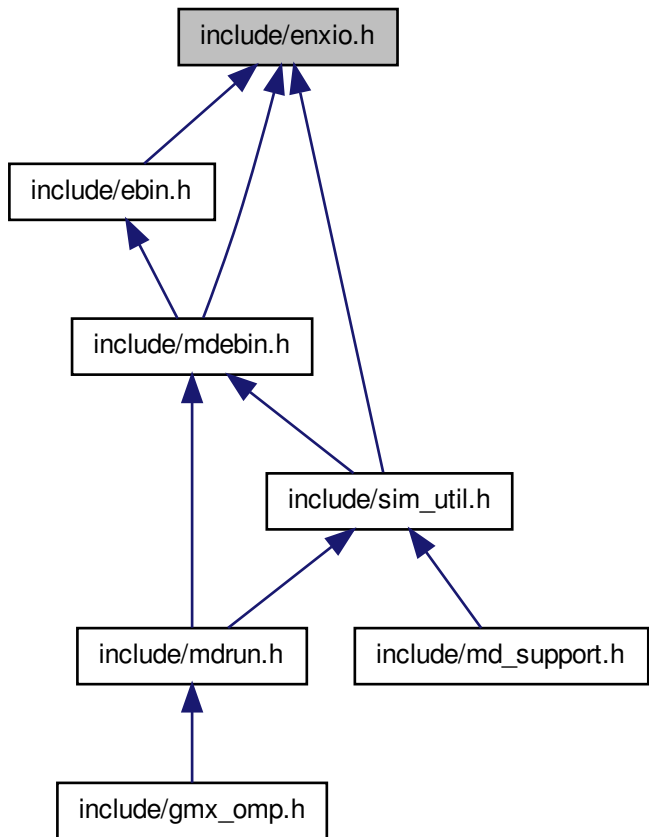 include/enxio.h
include/ebin.h
include/mdebin.h
include/sim_util.h
include/mdrun.h
include/md_support.h
include/gmx_omp.h